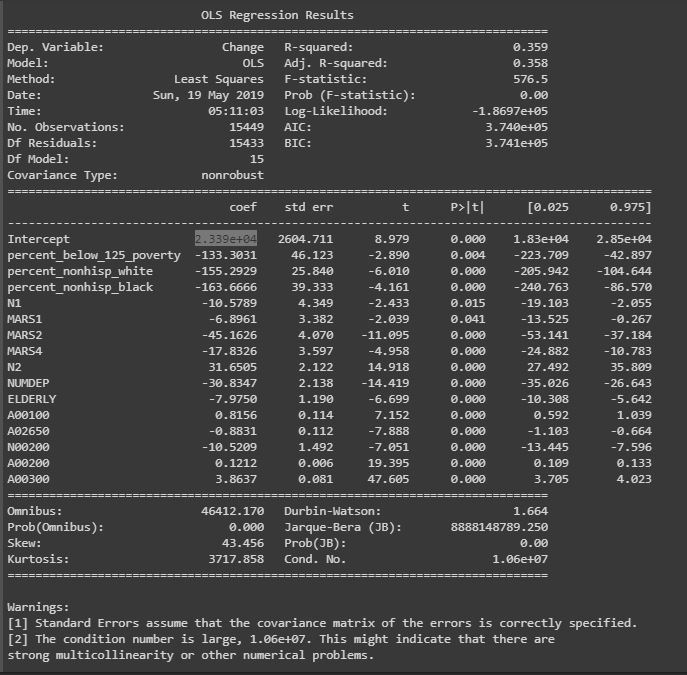 OLS Regression Results
==============================================================================
Dep. Variable:                 Change   R-squared:                       0.359
Model:                            OLS   Adj. R-squared:                  0.358
Method:                 Least Squares   F-statistic:                     576.5
Date:                Sun, 19 May 2019   Prob (F-statistic):               0.00
Time:                        05:11:03   Log-Likelihood:            -1.8697e+05
No. Observations:               15449   AIC:                         3.740e+05
Df Residuals:                   15433   BIC:                         3.741e+05
Df Model:                          15
Covariance Type:            nonrobust
=============================================================================================
                                coef    std err          t      P>|t|      [0.025      0.975]
---------------------------------------------------------------------------------------------
Intercept                  2.339e+04   2604.711      8.979      0.000    1.83e+04    2.85e+04
percent_below_125_poverty  -133.3031     46.123     -2.890      0.004    -223.709     -42.897
percent_nonhisp_white      -155.2929     25.840     -6.010      0.000    -205.942    -104.644
percent_nonhisp_black      -163.6666     39.333     -4.161      0.000    -240.763     -86.570
N1                          -10.5789      4.349     -2.433      0.015     -19.103      -2.055
MARS1                        -6.8961      3.382     -2.039      0.041     -13.525      -0.267
MARS2                       -45.1626      4.070    -11.095      0.000     -53.141     -37.184
MARS4                       -17.8326      3.597     -4.958      0.000     -24.882     -10.783
N2                           31.6505      2.122     14.918      0.000      27.492      35.809
NUMDEP                      -30.8347      2.138    -14.419      0.000     -35.026     -26.643
ELDERLY                      -7.9750      1.190     -6.699      0.000     -10.308      -5.642
A00100                        0.8156      0.114      7.152      0.000       0.592       1.039
A02650                       -0.8831      0.112     -7.888      0.000      -1.103      -0.664
N00200                      -10.5209      1.492     -7.051      0.000     -13.445      -7.596
A00200                        0.1212      0.006     19.395      0.000       0.109       0.133
A00300                        3.8637      0.081     47.605      0.000       3.705       4.023
==============================================================================
Omnibus:                    46412.170   Durbin-Watson:                   1.664
Prob(Omnibus):                  0.000   Jarque-Bera (JB):       8888148789.250
Skew:                          43.456   Prob(JB):                         0.00
Kurtosis:                    3717.858   Cond. No.                     1.06e+07
==============================================================================
Warnings:
[1] Standard Errors assume that the covariance matrix of the errors is correctly specified.
[2] The condition number is large, 1.06e+07. This might indicate that there are
strong multicollinearity or other numerical problems.